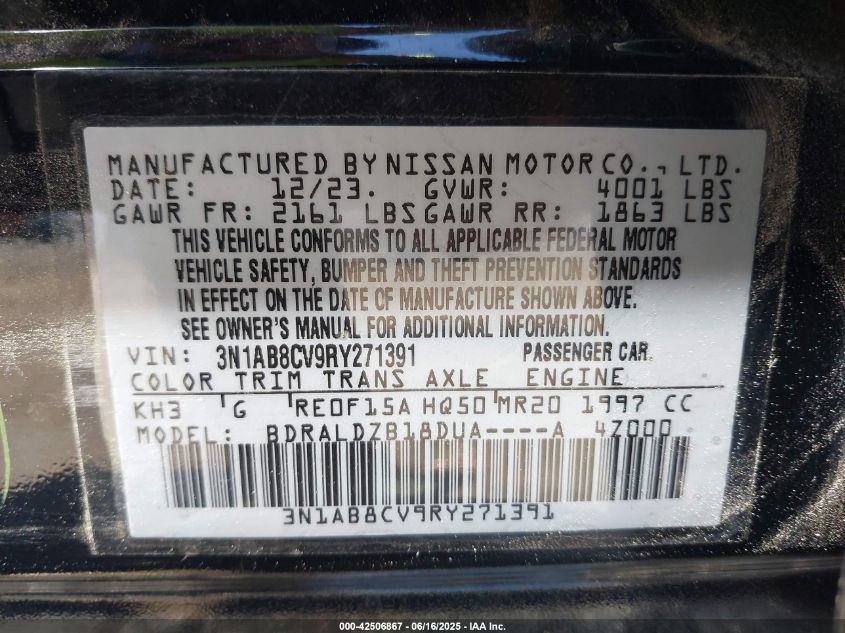 MANUFACTURED BY NISSAN MOTOR CO., LTD.
DATE: 12/23. GVWR: 4001 LBS
GAWR FR: 2161 LBS GAWR RR: 1863 LBS
THIS VEHICLE CONFORMS TO ALL APPLICABLE FEDERAL MOTOR
VEHICLE SAFETY, BUMPER AND THEFT PREVENTION STANDARDS
IN EFFECT ON THE DATE OF MANUFACTURE SHOWN ABOVE.
SEE OWNER'S MANUAL FOR ADDITIONAL INFORMATION.
VIN: 3N1AB8CV9RY271391 PASSENGER CAR.
COLOR TRIM TRANS AXLE ENGINE
KH3 G RE0F15A HQ50 MR20 1997 CC
MODEL: BDRALDZB18DUA----A 4Z000
3N1AB8CV9RY271391
000-42506867 - 06/16/2025 - IAA Inc.